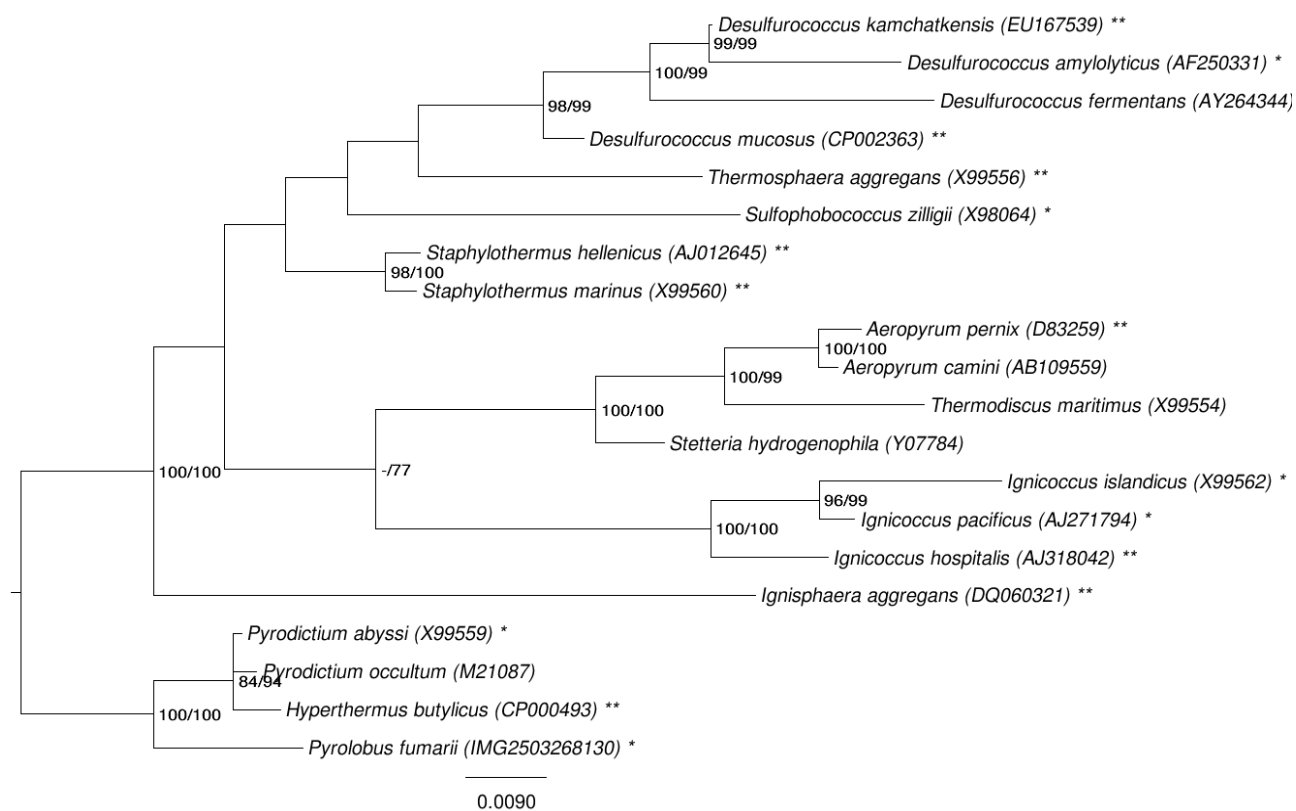 Desulfurococcus kamchatkensis (EU167539) **
99/99
Desulfurococcus amylolyticus (AF250331) *
100/99
Desulfurococcus fermentans (AY264344)
98/99
Desulfurococcus mucosus (CP002363) **
Thermosphaera aggregans (X99556) **
Sulfophobococcus zilligii (X98064) *
Staphylothermus hellenicus (AJ012645) **
98/100
Staphylothermus marinus (X99560) **
Aeropyrum pernix (D83259) **
100/100
Aeropyrum camini (AB109559)
100/99
Thermodiscus maritimus (X99554)
100/100
Stetteria hydrogenophila (Y07784)
-/77
100/100
Ignicoccus islandicus (X99562) *
96/99
Ignicoccus pacificus (AJ271794) *
100/100
Ignicoccus hospitalis (AJ318042) **
Ignisphaera aggregans (DQ060321) **
Pyrodictium abyssi (X99559) *
Pyrodictium occultum (M21087)
84/94
Hyperthermus butylicus (CP000493) **
100/100
Pyrolobus fumarii (IMG2503268130) *
0.0090